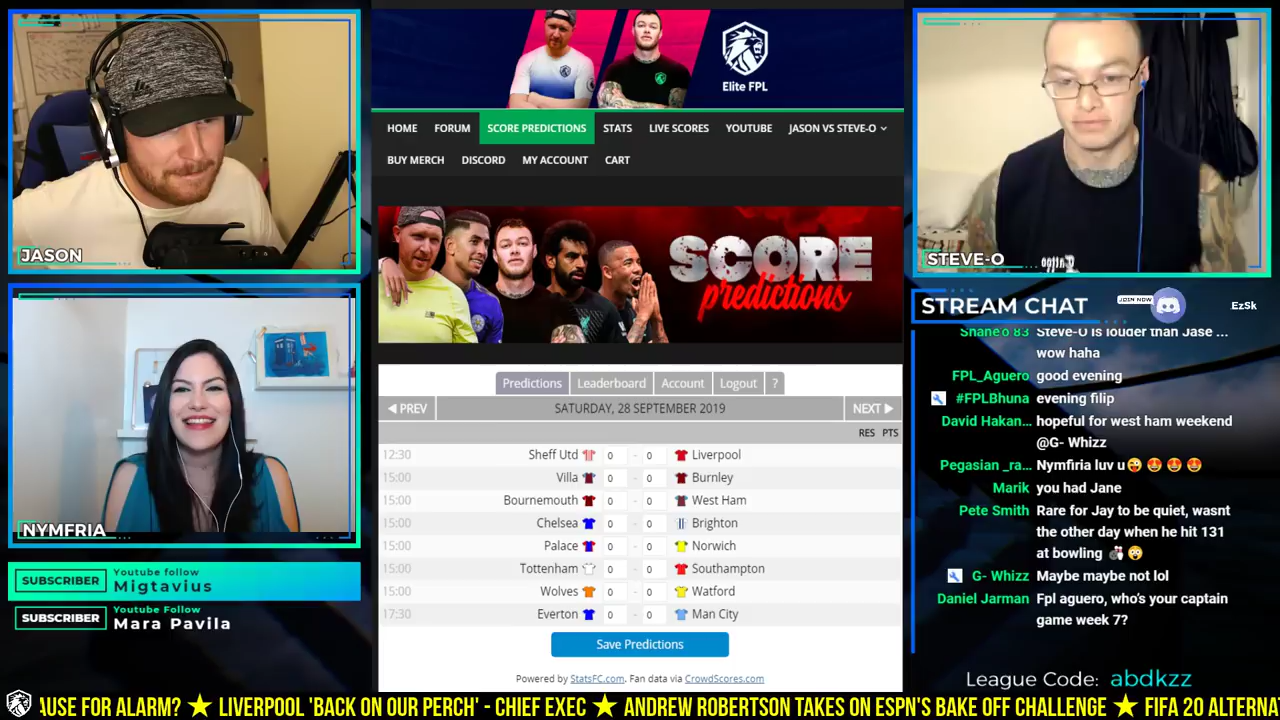 JASON
NYMFRIA
SUBSCRIBER
Youtube follow
Migtavius
SUBSCRIBER
Youtube Follow
Mara Pavila
Elite FPL
HOME FORUM SCORE PREDICTIONS STATS LIVE SCORES YOUTUBE JASON VS STEVE-O
BUY MERCH DISCORD MY ACCOUNT CART
SCORE
predictions
Predictions Leaderboard Account Logout ?
◀ PREV SATURDAY, 28 SEPTEMBER 2019 NEXT ▶
RES PTS
12:30 Sheff Utd 0 - 0 Liverpool
15:00 Villa 0 - 0 Burnley
15:00 Bournemouth 0 - 0 West Ham
15:00 Chelsea 0 - 0 Brighton
15:00 Palace 0 - 0 Norwich
15:00 Tottenham 0 - 0 Southampton
15:00 Wolves 0 - 0 Watford
17:30 Everton 0 - 0 Man City
Save Predictions
Powered by StatsFC.com. Fan data via CrowdScores.com
STEVE-O
STREAM CHAT JOIN NOW EzSk
Shane'o 83 Steve-O is louder than Jase ...
wow haha
FPL_Aguero good evening
#FPLBhuna evening filip
David Hakan... hopeful for west ham weekend
@G- Whizz
Pegasian _ra... Nymfiria luv u😜 😍 😍 😍
Marik you had Jane
Pete Smith Rare for Jay to be quiet, wasnt
the other day when he hit 131
at bowling 🎳 😲
G- Whizz Maybe maybe not lol
Daniel Jarman Fpl aguero, who's your captain
game week 7?
League Code: abdkzz
AUSE FOR ALARM? ★ LIVERPOOL 'BACK ON OUR PERCH' - CHIEF EXEC ★ ANDREW ROBERTSON TAKES ON ESPN'S BAKE OFF CHALLENGE ★ FIFA 20 ALTERNA